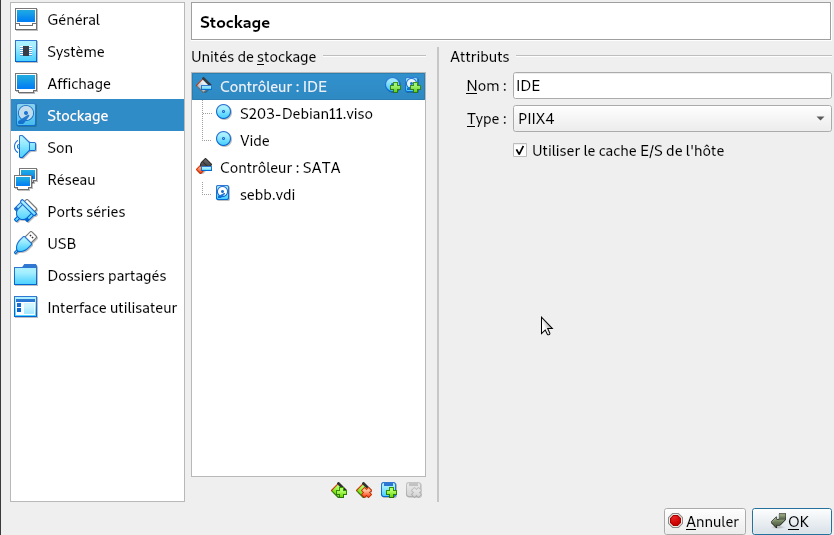 Général
Système
Affichage
Stockage
Son
Réseau
Ports séries
USB
Dossiers partagés
Interface utilisateur
Stockage
Unités de stockage
Contrôleur : IDE
S203-Debian11.viso
Vide
Contrôleur : SATA
sebb.vdi
Attributs
Nom : IDE
Type : PIIX4
Utiliser le cache E/S de l'hôte
Annuler
OK